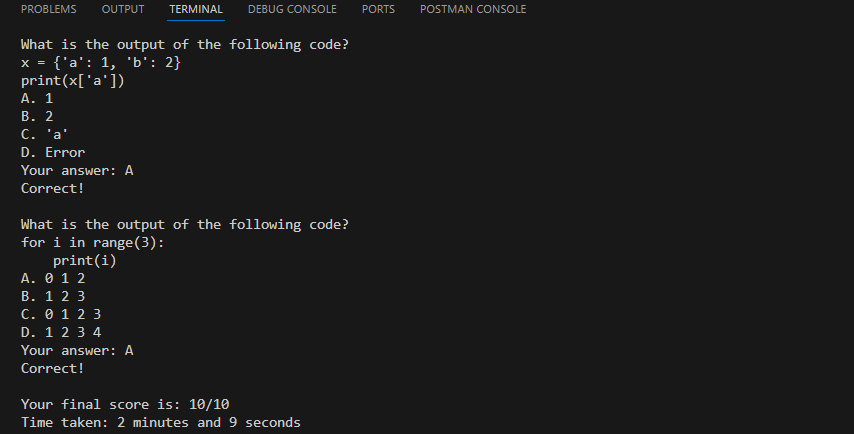 PROBLEMS OUTPUT TERMINAL DEBUG CONSOLE PORTS POSTMAN CONSOLE
What is the output of the following code?
x = {'a': 1, 'b': 2}
print(x['a'])
A. 1
B. 2
C. 'a'
D. Error
Your answer: A
Correct!
What is the output of the following code?
for i in range(3):
    print(i)
A. 0 1 2
B. 1 2 3
C. 0 1 2 3
D. 1 2 3 4
Your answer: A
Correct!
Your final score is: 10/10
Time taken: 2 minutes and 9 seconds